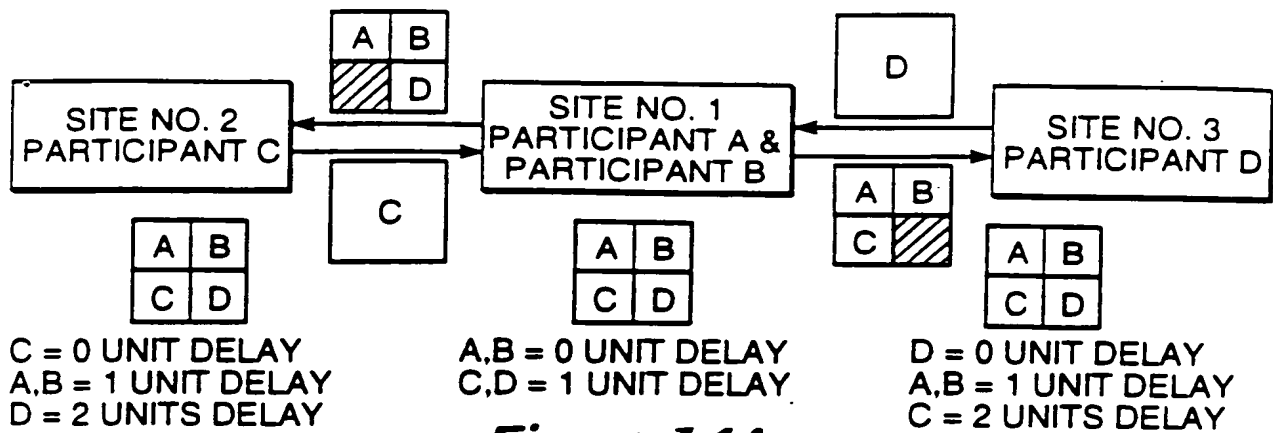 A B
D
D
SITE NO. 2
PARTICIPANT C
SITE NO. 1
PARTICIPANT A &
PARTICIPANT B
SITE NO. 3
PARTICIPANT D
C
A B
C
A B
C D
A B
C D
A B
C D
C = 0 UNIT DELAY
A,B = 1 UNIT DELAY
D = 2 UNITS DELAY
A,B = 0 UNIT DELAY
C,D = 1 UNIT DELAY
D = 0 UNIT DELAY
A,B = 1 UNIT DELAY
C = 2 UNITS DELAY